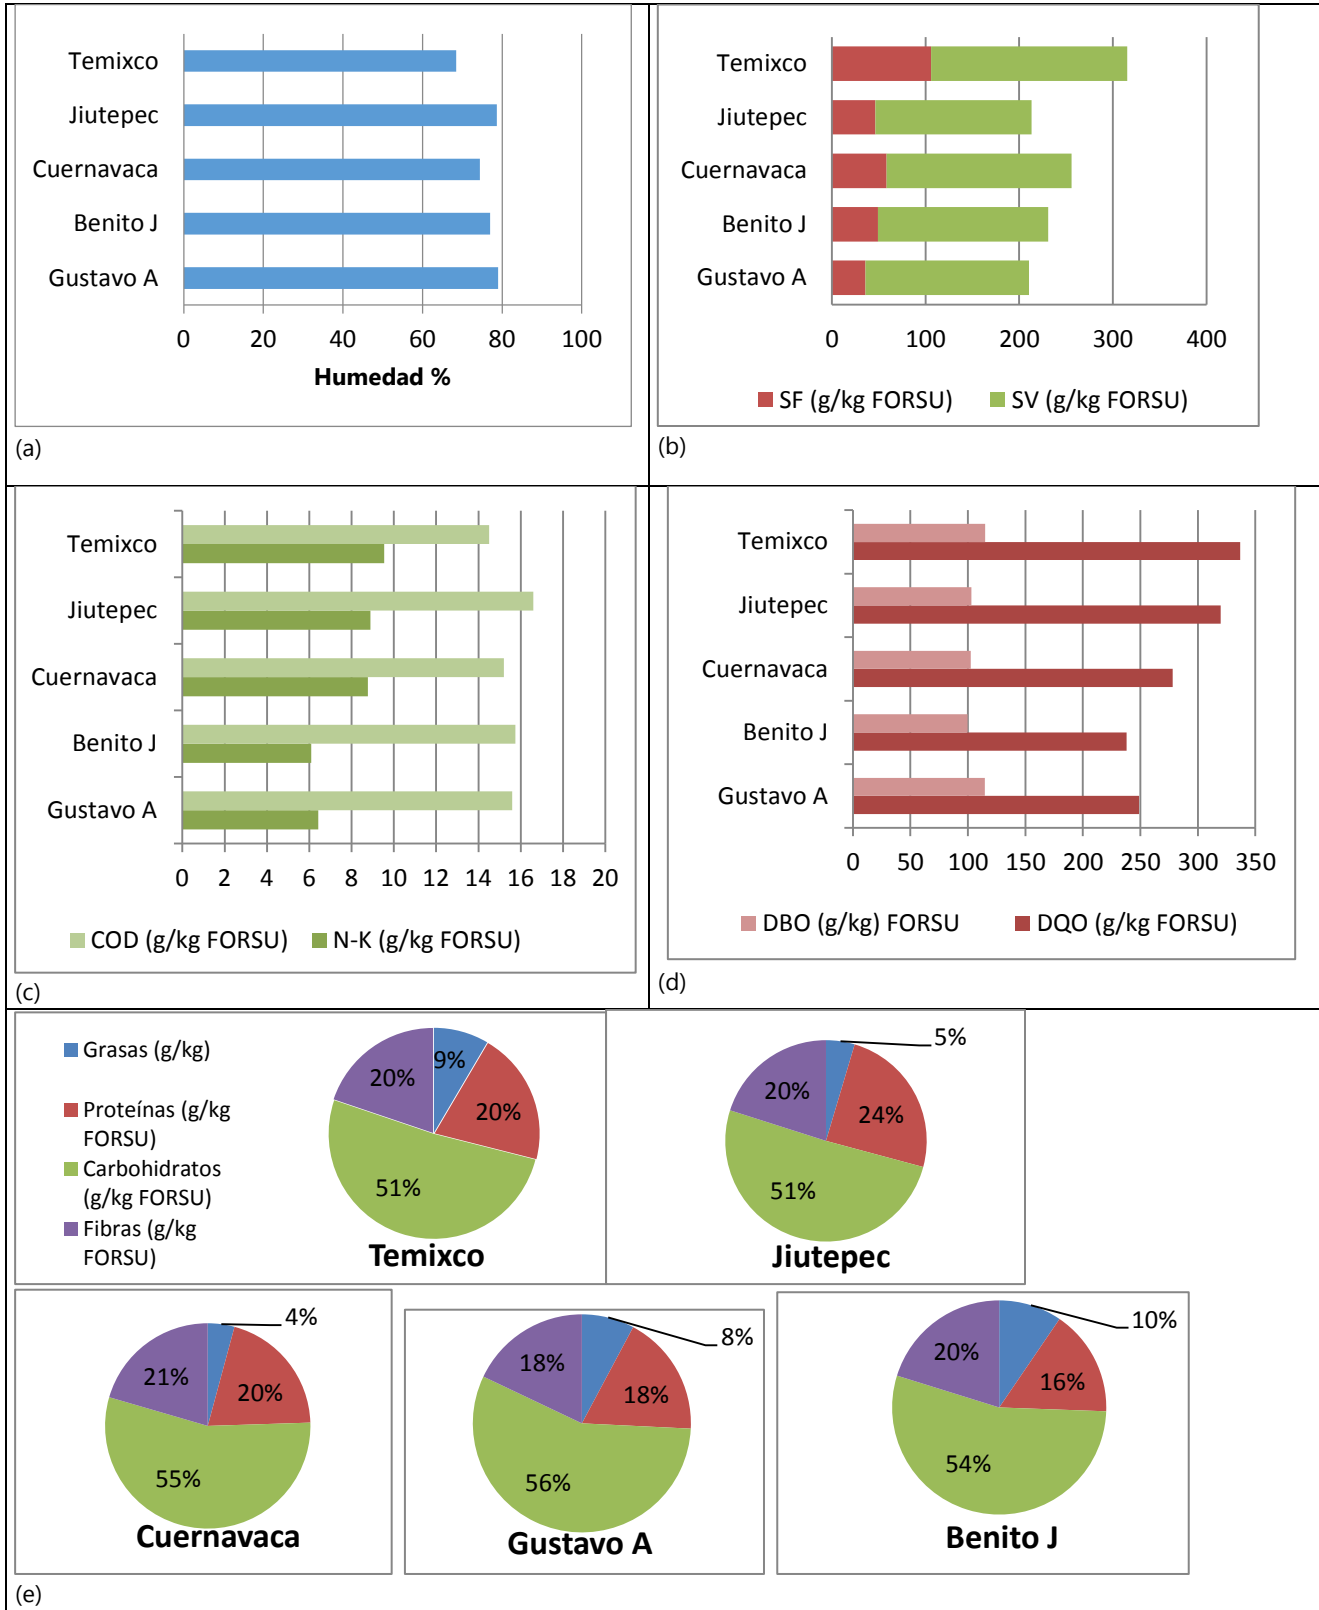 Temixco
Jiutepec
Cuernavaca
Benito J
Gustavo A
0 20 40 60 80 100
Humedad %
(a)
Temixco
Jiutepec
Cuernavaca
Benito J
Gustavo A
0 100 200 300 400
SF (g/kg FORSU) SV (g/kg FORSU)
(b)
Temixco
Jiutepec
Cuernavaca
Benito J
Gustavo A
0 2 4 6 8 10 12 14 16 18 20
COD (g/kg FORSU) N-K (g/kg FORSU)
(c)
Temixco
Jiutepec
Cuernavaca
Benito J
Gustavo A
0 50 100 150 200 250 300 350
DBO (g/kg) FORSU DQO (g/kg FORSU)
(d)
Grasas (g/kg)
Proteínas (g/kg
FORSU)
Carbohidratos
(g/kg FORSU)
Fibras (g/kg
FORSU)
9%
20%
20%
51%
Temixco
5%
20%
24%
51%
Jiutepec
4%
21%
20%
55%
Cuernavaca
8%
18%
18%
56%
Gustavo A
10%
20%
16%
54%
Benito J
(e)